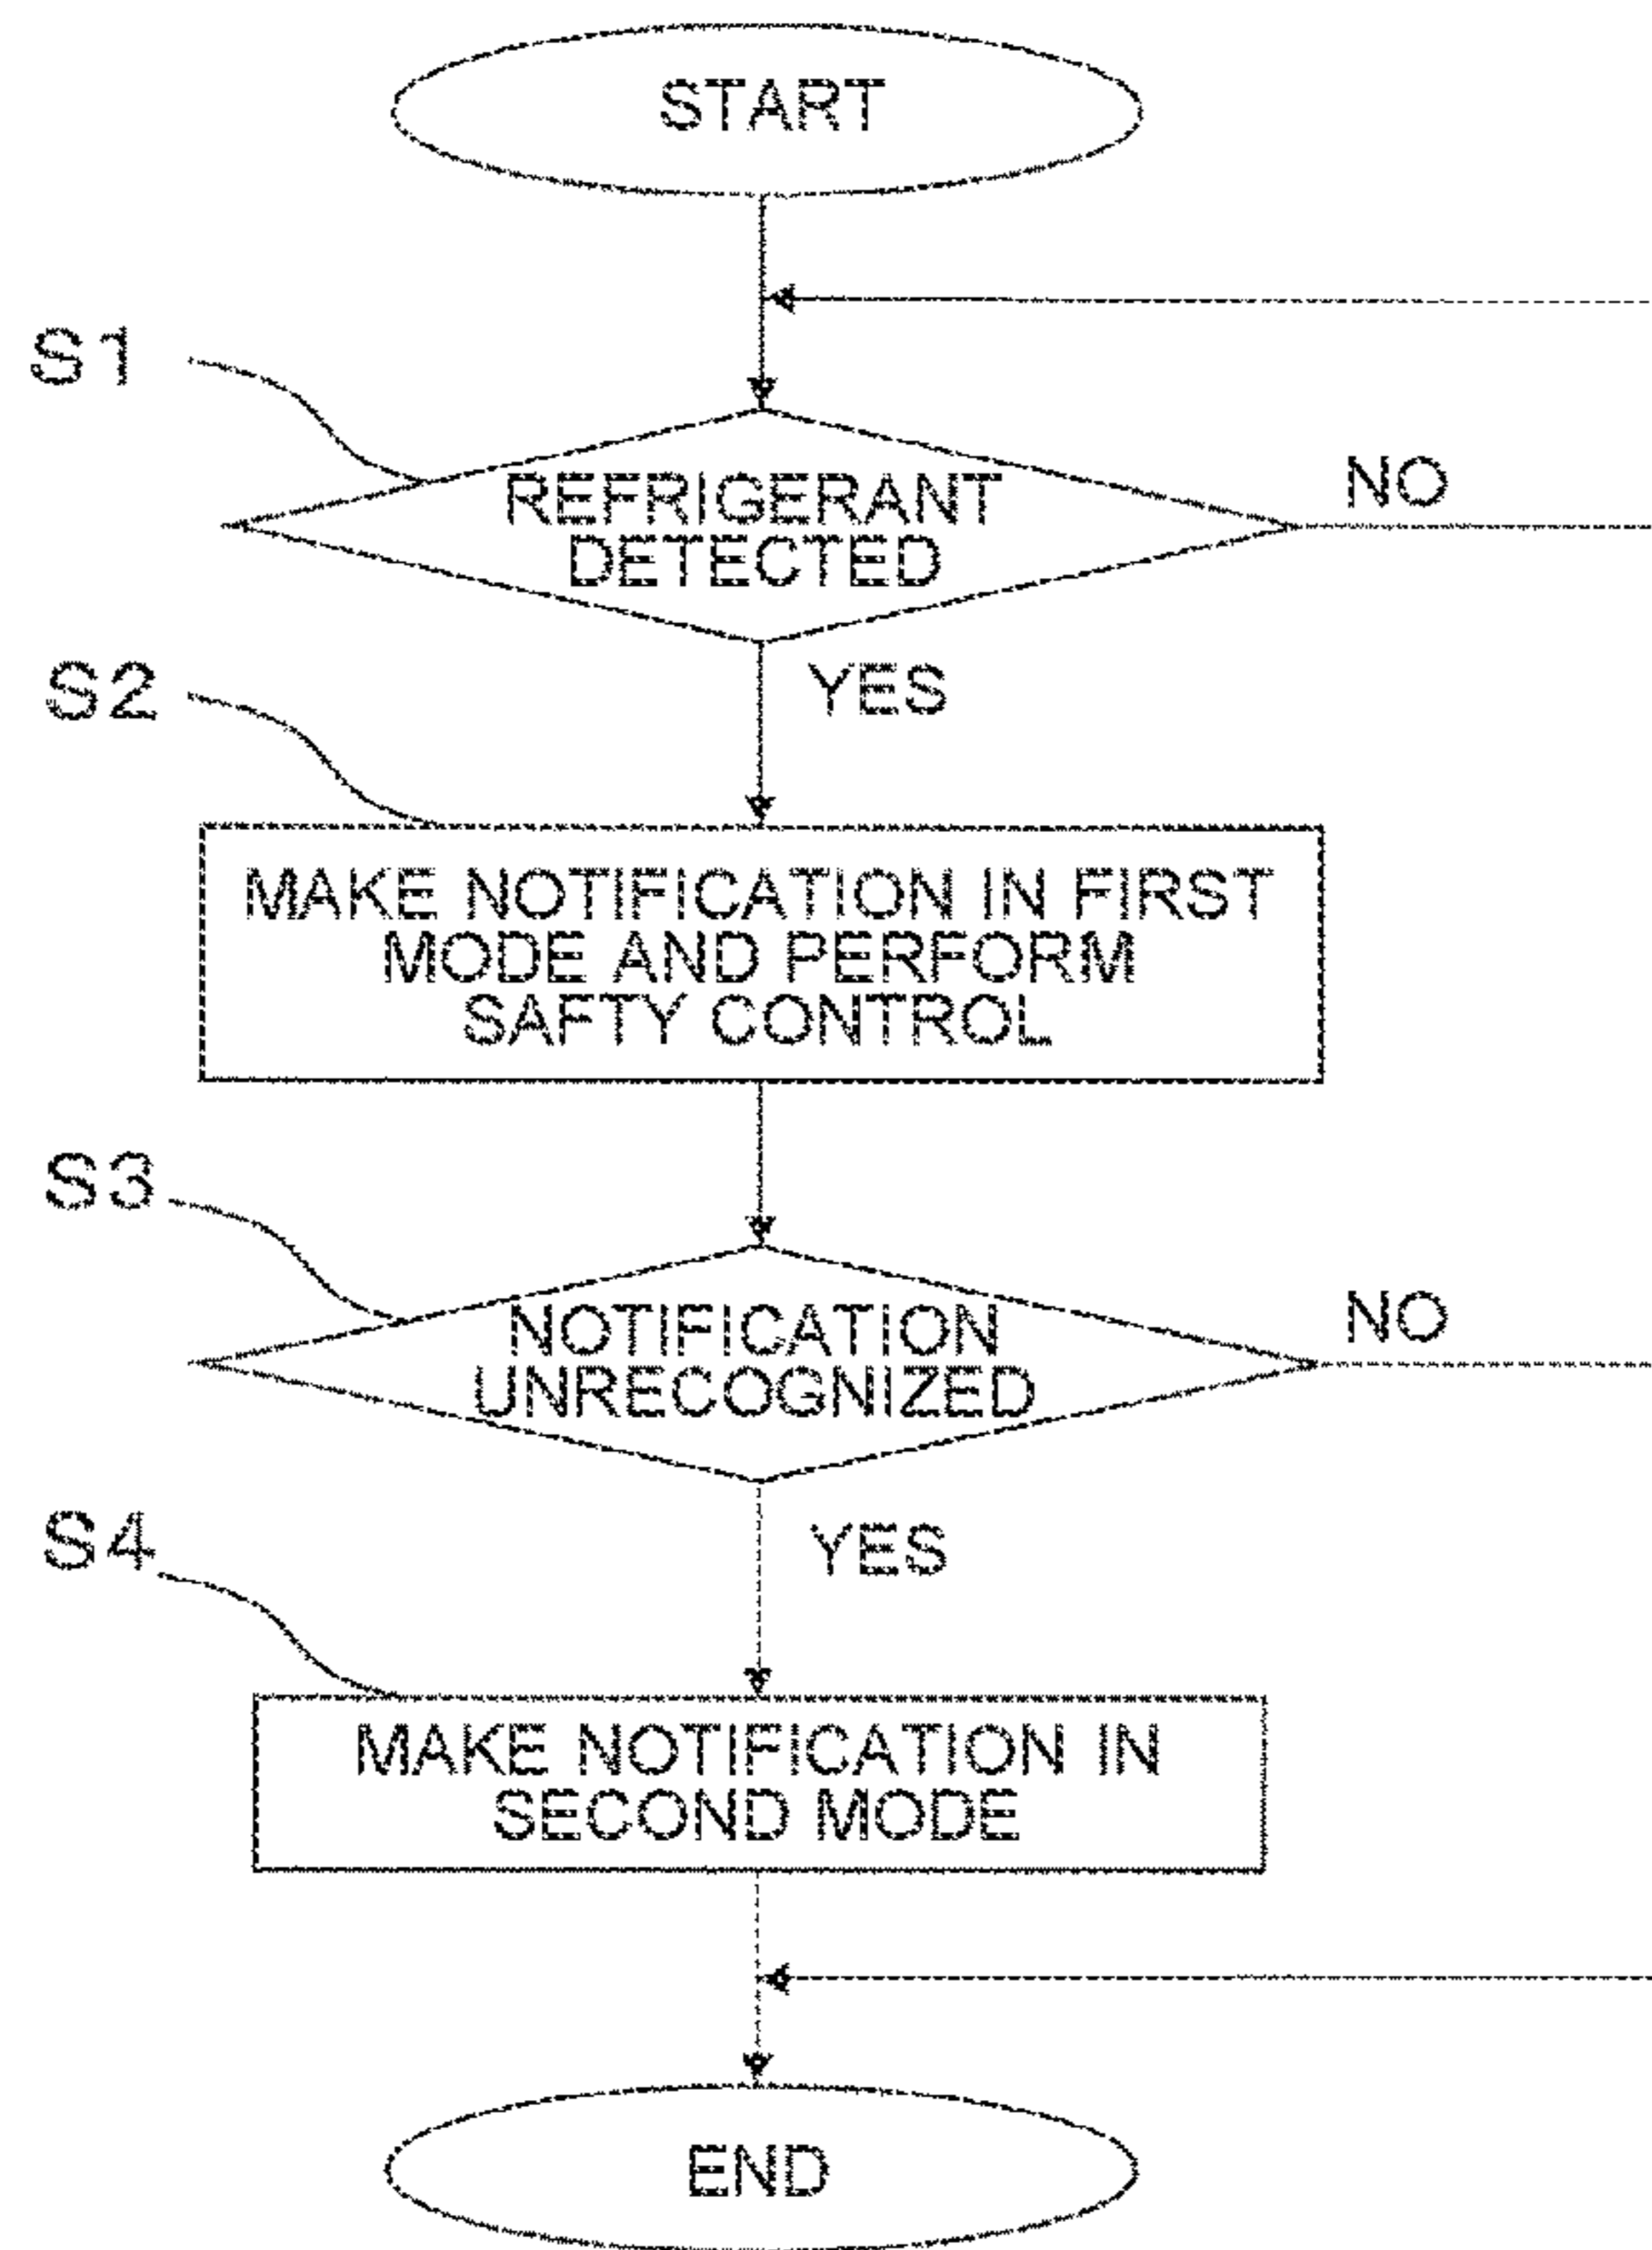 START
S1
REFRIGERANT
DETECTED
NO
S2
YES
MAKE NOTIFICATION IN FIRST
MODE AND PERFORM
SAFTY CONTROL
S3
NOTIFICATION
UNRECOGNIZED
NO
S4
YES
MAKE NOTIFICATION IN
SECOND MODE
END